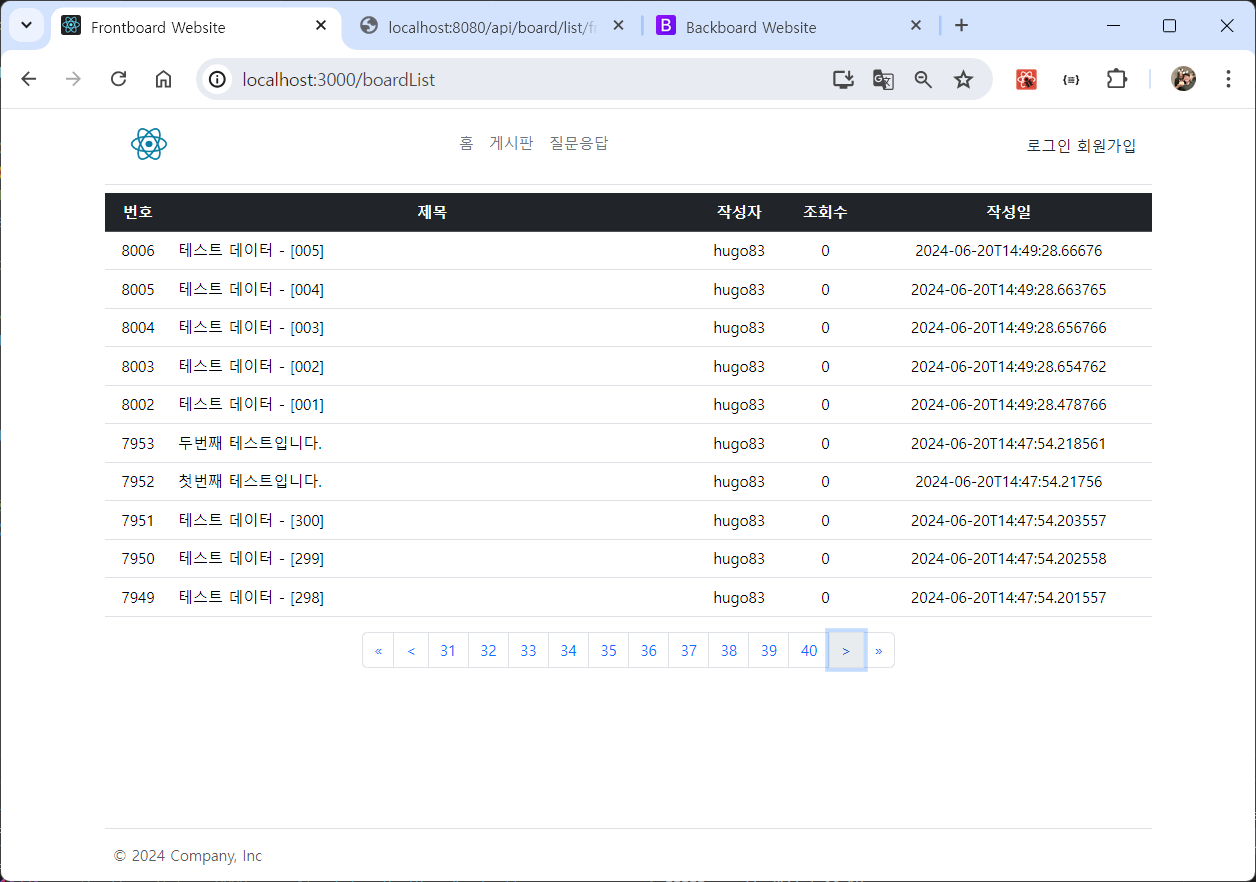 Frontboard Website
localhost:8080/api/board/list/f
B Backboard Website
localhost:3000/boardList
홈 게시판 질문응답
로그인 회원가입
번호 제목 작성자 조회수 작성일
8006 테스트 데이터 - [005] hugo83 0 2024-06-20T14:49:28.66676
8005 테스트 데이터 - [004] hugo83 0 2024-06-20T14:49:28.663765
8004 테스트 데이터 - [003] hugo83 0 2024-06-20T14:49:28.656766
8003 테스트 데이터 - [002] hugo83 0 2024-06-20T14:49:28.654762
8002 테스트 데이터 - [001] hugo83 0 2024-06-20T14:49:28.478766
7953 두번째 테스트입니다. hugo83 0 2024-06-20T14:47:54.218561
7952 첫번째 테스트입니다. hugo83 0 2024-06-20T14:47:54.21756
7951 테스트 데이터 - [300] hugo83 0 2024-06-20T14:47:54.203557
7950 테스트 데이터 - [299] hugo83 0 2024-06-20T14:47:54.202558
7949 테스트 데이터 - [298] hugo83 0 2024-06-20T14:47:54.201557
« < 31 32 33 34 35 36 37 38 39 40 > »
© 2024 Company, Inc